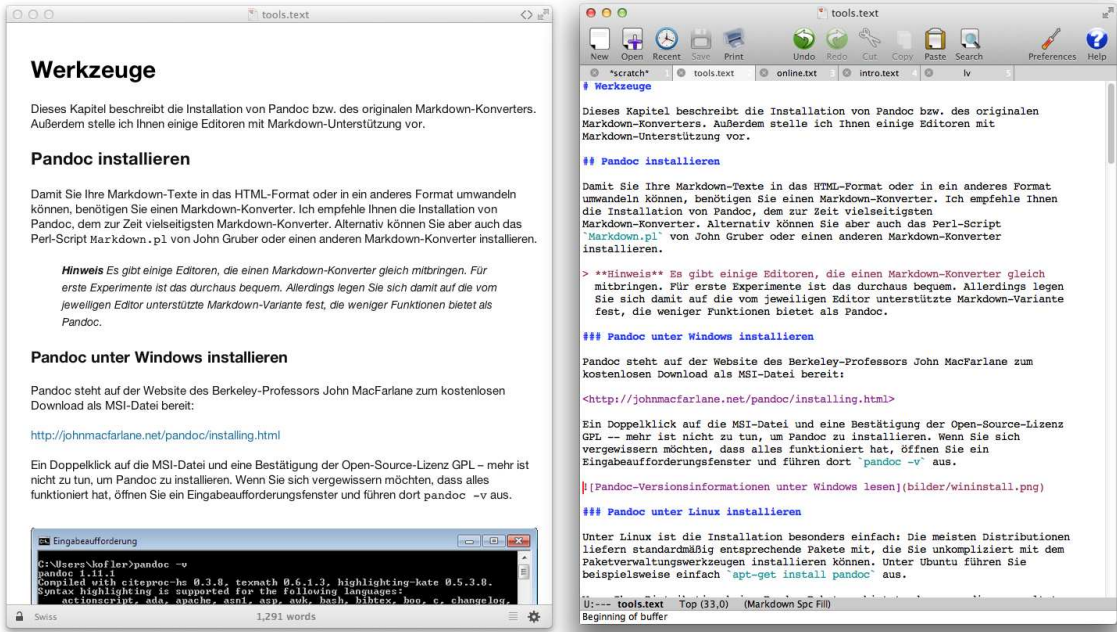 tools.text
Werkzeuge
Dieses Kapitel beschreibt die Installation von Pandoc bzw. des originalen Markdown-Konverters.
Außerdem stelle ich Ihnen einige Editoren mit Markdown-Unterstützung vor.
Pandoc installieren
Damit Sie Ihre Markdown-Texte in das HTML-Format oder in ein anderes Format umwandeln
können, benötigen Sie einen Markdown-Konverter. Ich empfehle Ihnen die Installation von
Pandoc, dem zur Zeit vielseitigsten Markdown-Konverter. Alternativ können Sie aber auch das
Perl-Script Markdown.pl von John Gruber oder einen anderen Markdown-Konverter installieren.
Hinweis Es gibt einige Editoren, die einen Markdown-Konverter gleich mitbringen. Für
erste Experimente ist das durchaus bequem. Allerdings legen Sie sich damit auf die vom
jeweiligen Editor unterstützte Markdown-Variante fest, die weniger Funktionen bietet als
Pandoc.
Pandoc unter Windows installieren
Pandoc steht auf der Website des Berkeley-Professors John MacFarlane zum kostenlosen
Download als MSI-Datei bereit:
http://johnmacfarlane.net/pandoc/installing.html
Ein Doppelklick auf die MSI-Datei und eine Bestätigung der Open-Source-Lizenz GPL – mehr ist
nicht zu tun, um Pandoc zu installieren. Wenn Sie sich vergewissern möchten, dass alles
funktioniert hat, öffnen Sie ein Eingabeaufforderungsfenster und führen dort pandoc -v aus.
Eingabeaufforderung
C:\Users\kofler>pandoc -v
pandoc 1.11.1
Compiled with citeproc-hs 0.3.8, texmath 0.6.1.3, highlighting-kate 0.5.3.8.
Syntax highlighting is supported for the following languages:
actionscript, ada, apache, asn1, asp, awk, bash, bibtex, boo, c, changelog,
Swiss 1,291 words
tools.text
New Open Recent Save Print Undo Redo Cut Copy Paste Search Preferences Help
*scratch* 1 tools.text 2 online.txt 3 intro.text 4 lv 5
# Werkzeuge
Dieses Kapitel beschreibt die Installation von Pandoc bzw. des originalen
Markdown-Konverters. Außerdem stelle ich Ihnen einige Editoren mit
Markdown-Unterstützung vor.
## Pandoc installieren
Damit Sie Ihre Markdown-Texte in das HTML-Format oder in ein anderes Format
umwandeln können, benötigen Sie einen Markdown-Konverter. Ich empfehle Ihnen
die Installation von Pandoc, dem zur Zeit vielseitigsten
Markdown-Konverter. Alternativ können Sie aber auch das Perl-Script
`Markdown.pl` von John Gruber oder einen anderen Markdown-Konverter
installieren.
> **Hinweis** Es gibt einige Editoren, die einen Markdown-Konverter gleich
mitbringen. Für erste Experimente ist das durchaus bequem. Allerdings legen
Sie sich damit auf die vom jeweiligen Editor unterstützte Markdown-Variante
fest, die weniger Funktionen bietet als Pandoc.
### Pandoc unter Windows installieren
Pandoc steht auf der Website des Berkeley-Professors John MacFarlane zum
kostenlosen Download als MSI-Datei bereit:
<http://johnmacfarlane.net/pandoc/installing.html>
Ein Doppelklick auf die MSI-Datei und eine Bestätigung der Open-Source-Lizenz
GPL -- mehr ist nicht zu tun, um Pandoc zu installieren. Wenn Sie sich
vergewissern möchten, dass alles funktioniert hat, öffnen Sie ein
Eingabeaufforderungsfenster und führen dort `pandoc -v` aus.
![Pandoc-Versionsinformationen unter Windows lesen](bilder/wininstall.png)
### Pandoc unter Linux installieren
Unter Linux ist die Installation besonders einfach: Die meisten Distributionen
liefern standardmäßig entsprechende Pakete mit, die Sie unkompliziert mit dem
Paketverwaltungswerkzeugen installieren können. Unter Ubuntu führen Sie
beispielsweise einfach `apt-get install pandoc` aus.
U:--- tools.text Top (33,0) (Markdown Spc Fill)
Beginning of buffer